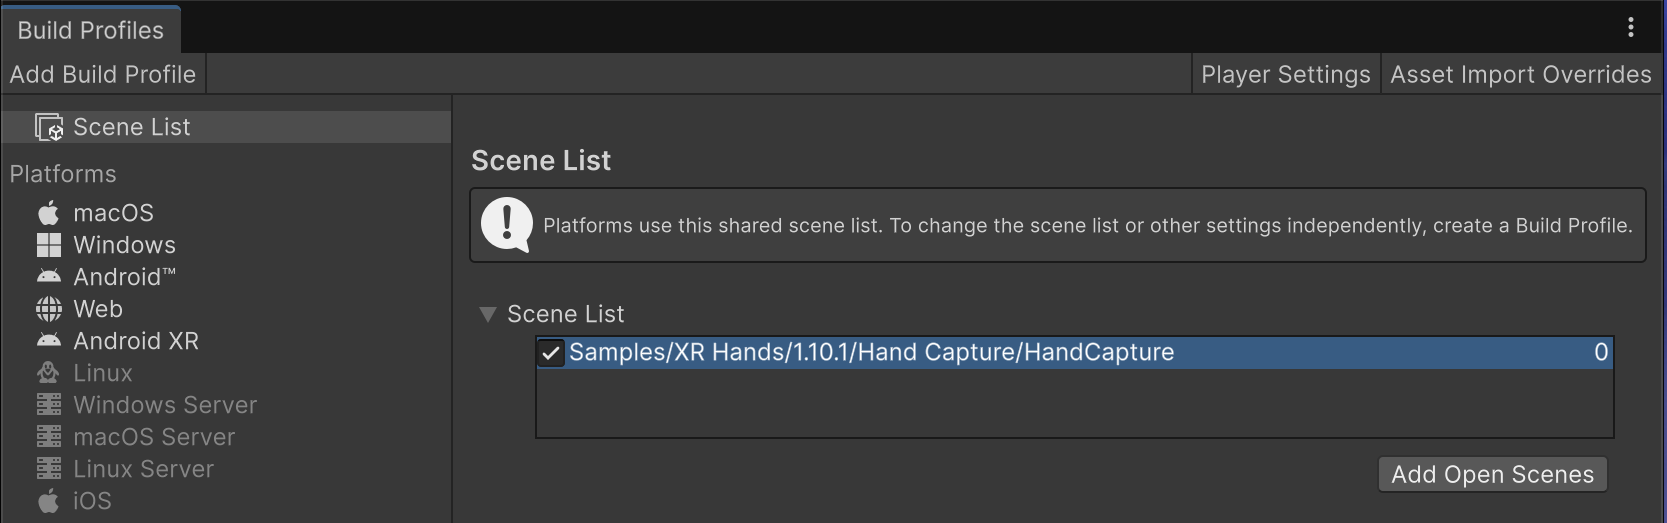 Build Profiles
Add Build Profile
Player Settings
Asset Import Overrides
Scene List
Platforms
macOS
Windows
Android™
Web
Android XR
Linux
Windows Server
macOS Server
Linux Server
iOS
Scene List
Platforms use this shared scene list. To change the scene list or other settings independently, create a Build Profile.
Scene List
Samples/XR Hands/1.10.1/Hand Capture/HandCapture 0
Add Open Scenes